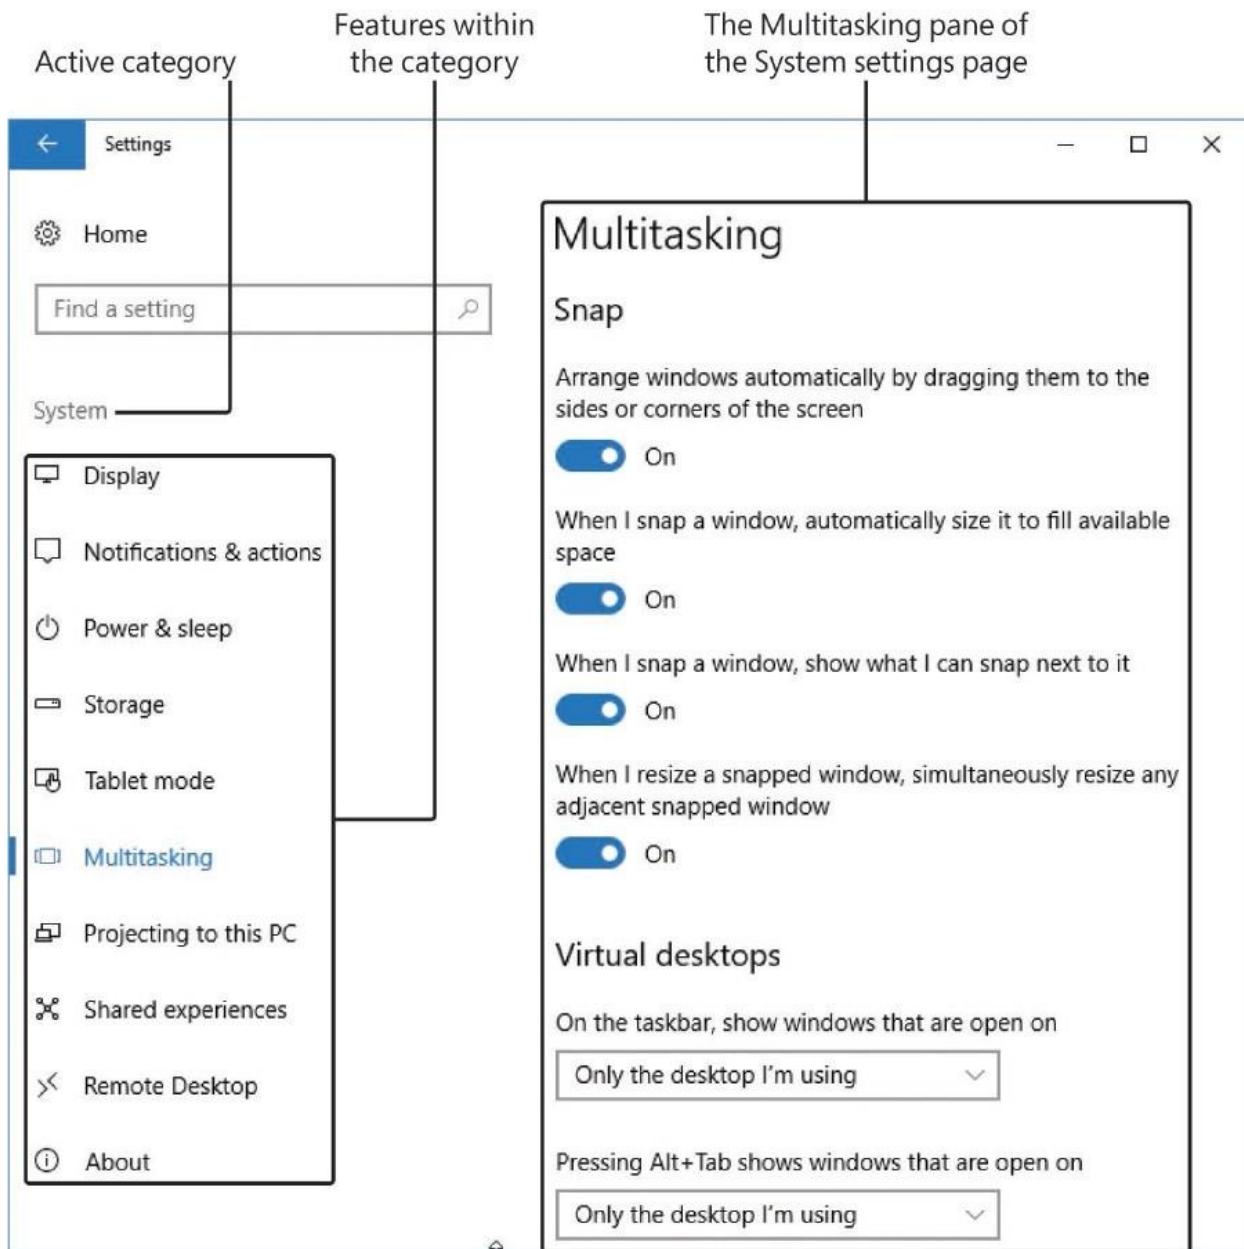 Active category
Features within
the category
The Multitasking pane of
the System settings page
Settings
Home
Find a setting
System
Display
Notifications & actions
Power & sleep
Storage
Tablet mode
Multitasking
Projecting to this PC
Shared experiences
Remote Desktop
About
Multitasking
Snap
Arrange windows automatically by dragging them to the
sides or corners of the screen
On
When I snap a window, automatically size it to fill available
space
On
When I snap a window, show what I can snap next to it
On
When I resize a snapped window, simultaneously resize any
adjacent snapped window
On
Virtual desktops
On the taskbar, show windows that are open on
Only the desktop I'm using
Pressing Alt+Tab shows windows that are open on
Only the desktop I'm using